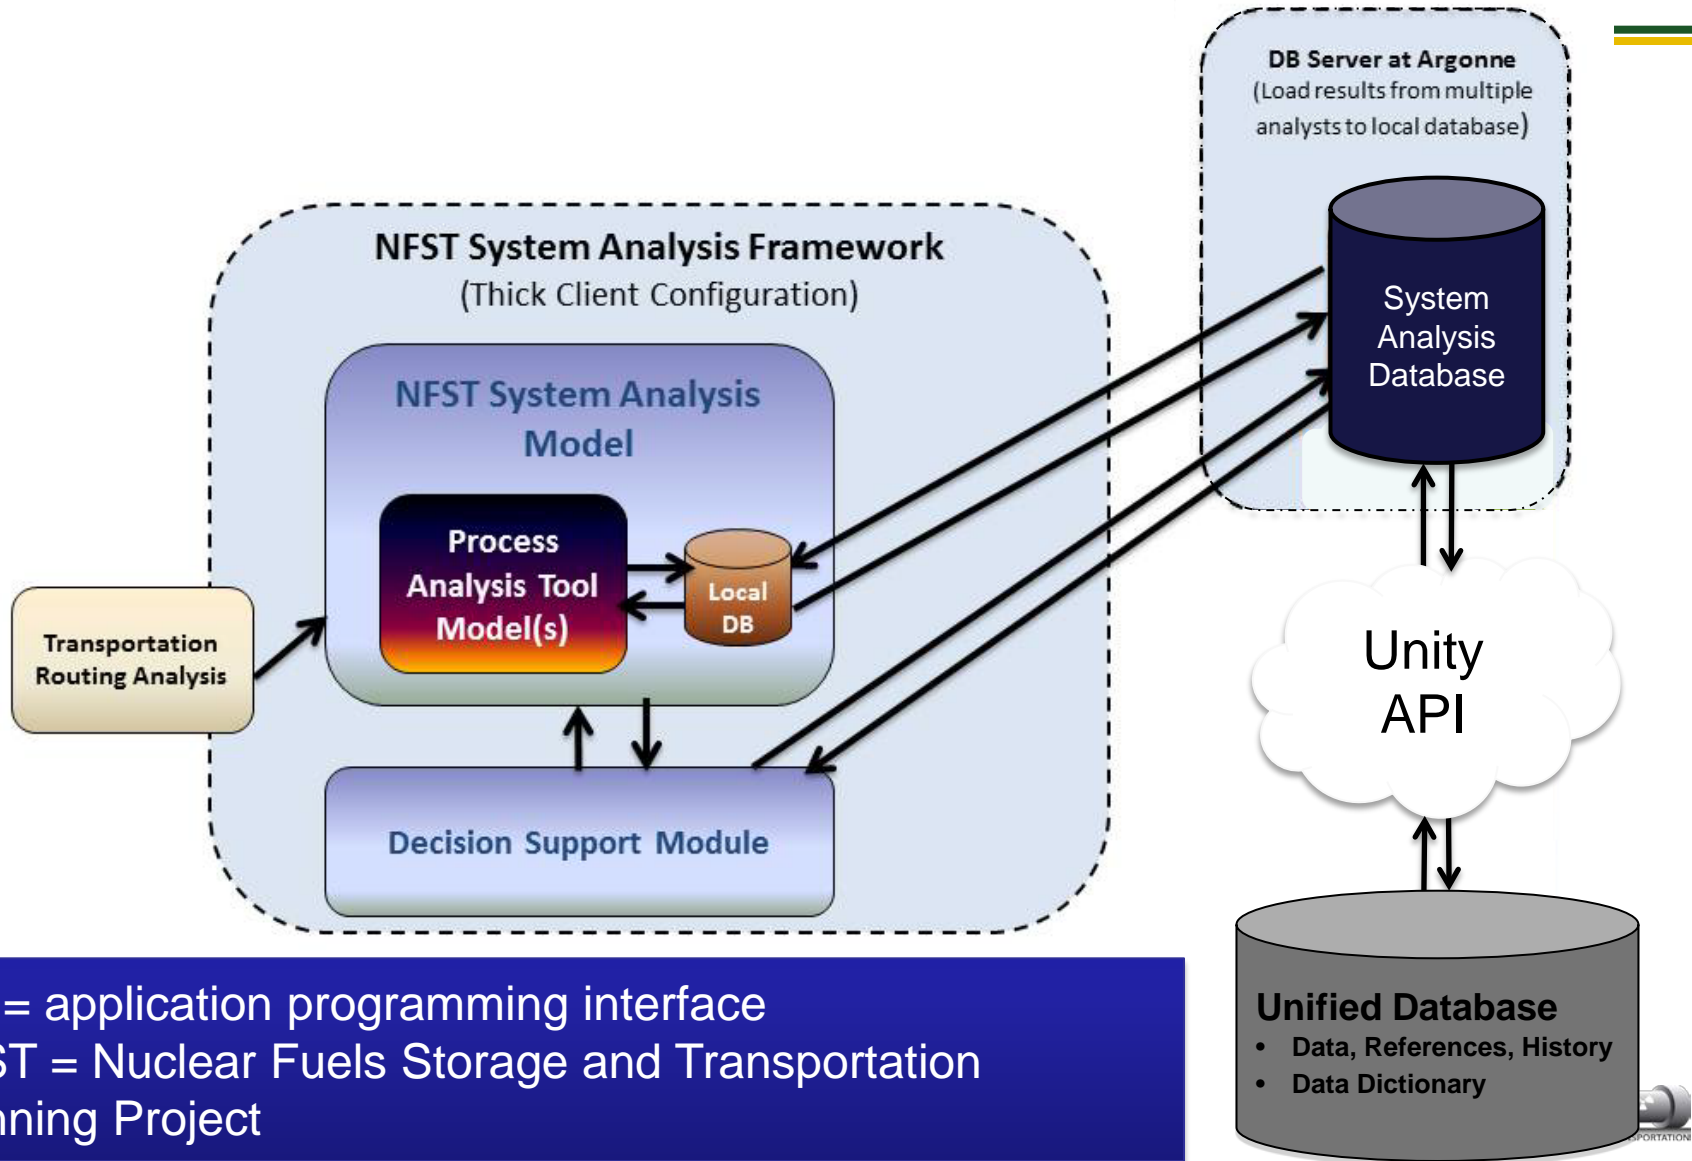 DB Server at Argonne
(Load results from multiple
analysts to local database)
System
Analysis
Database
NFST System Analysis Framework
(Thick Client Configuration)
NFST System Analysis
Model
Process
Analysis Tool
Model(s)
Local
DB
Transportation
Routing Analysis
Decision Support Module
Unity
API
Unified Database
• Data, References, History
• Data Dictionary
= application programming interface
ST = Nuclear Fuels Storage and Transportation
nning Project
SPORTATION